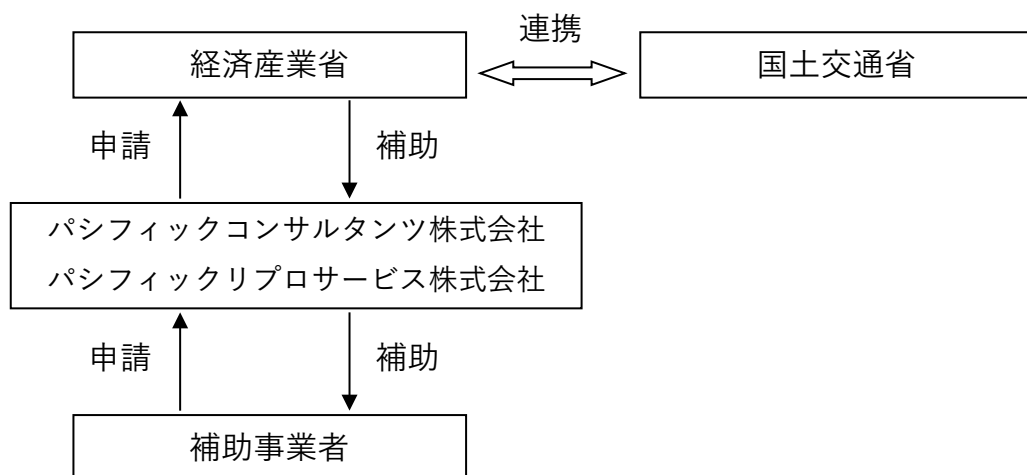 連携
経済産業省
国土交通省
申請
補助
パシフィックコンサルタンツ株式会社
パシフィックリプロサービス株式会社
申請
補助
補助事業者